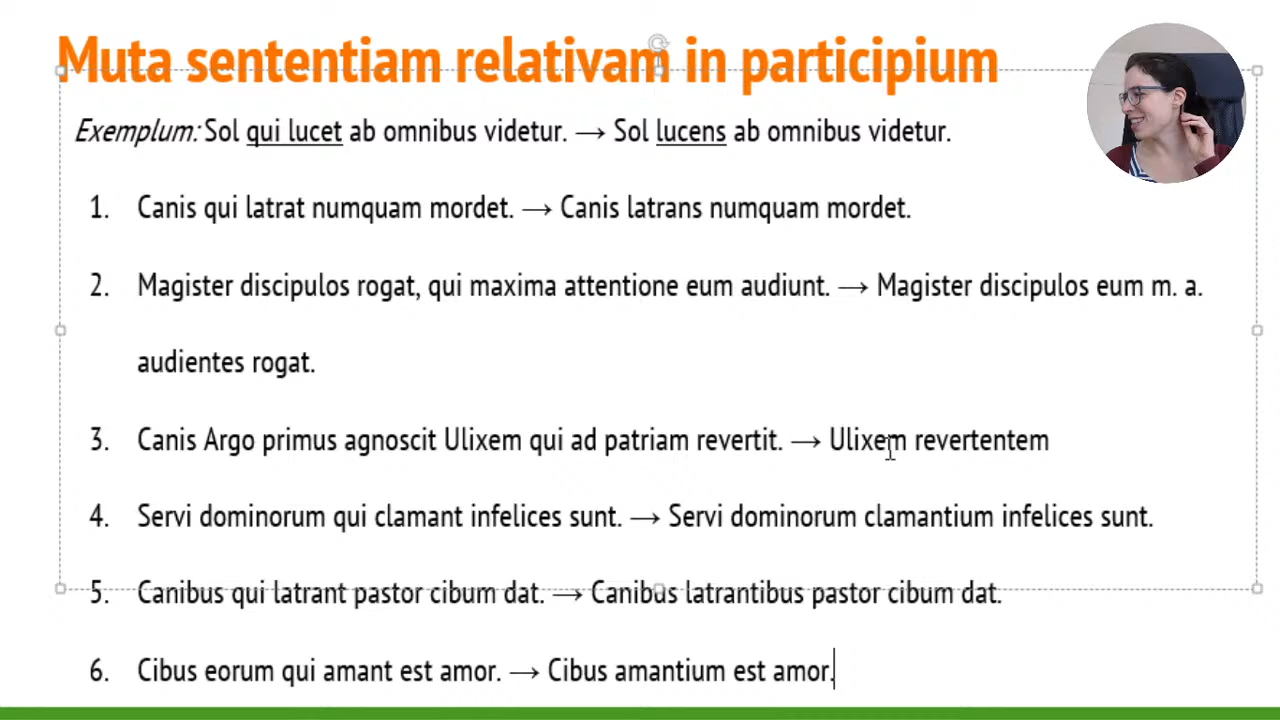 Muta sententiam relativam in participium
Exemplum: Sol qui lucet ab omnibus videtur. → Sol lucens ab omnibus videtur.
1. Canis qui latrat numquam mordet. → Canis latrans numquam mordet.
2. Magister discipulos rogat, qui maxima attentione eum audiunt. → Magister discipulos eum m. a.
audientes rogat.
3. Canis Argo primus agnoscit Ulixem qui ad patriam revertit. → Ulixem revertentem
4. Servi dominorum qui clamant infelices sunt. → Servi dominorum clamantium infelices sunt.
5. Canibus qui latrant pastor cibum dat. → Canibus latrantibus pastor cibum dat.
6. Cibus eorum qui amant est amor. → Cibus amantium est amor.